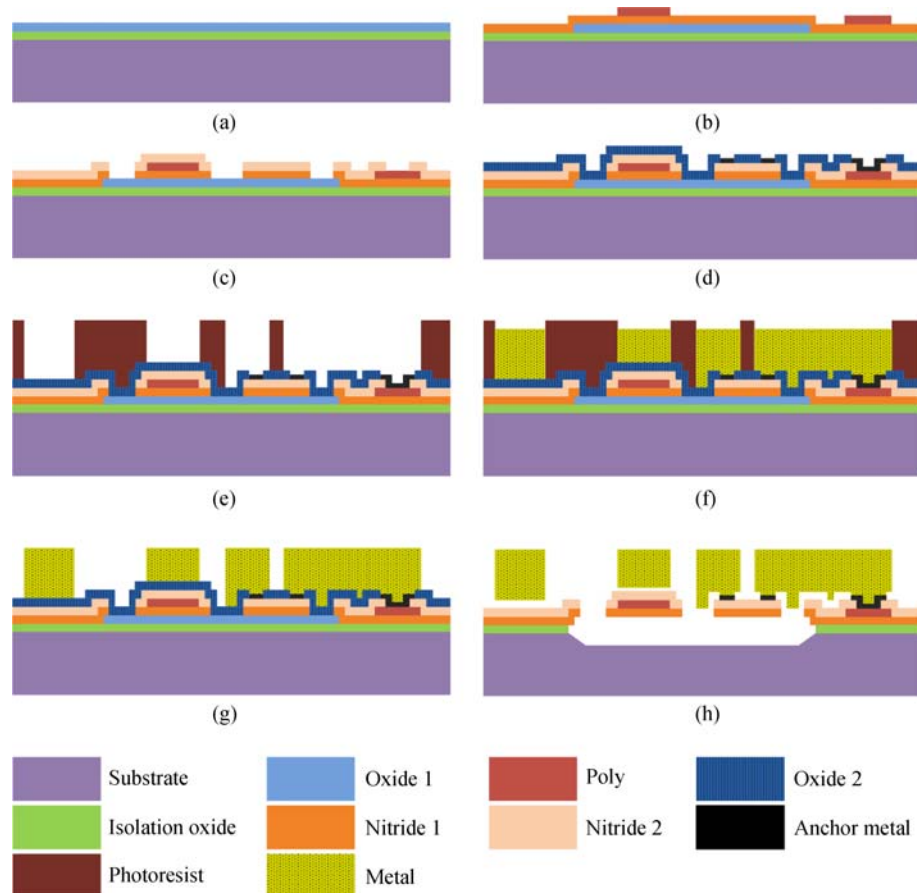 (a)
(b)
(c)
(d)
(e)
(f)
(g)
(h)
Substrate
Oxide 1
Poly
Oxide 2
Isolation oxide
Nitride 1
Nitride 2
Anchor metal
Photoresist
Metal